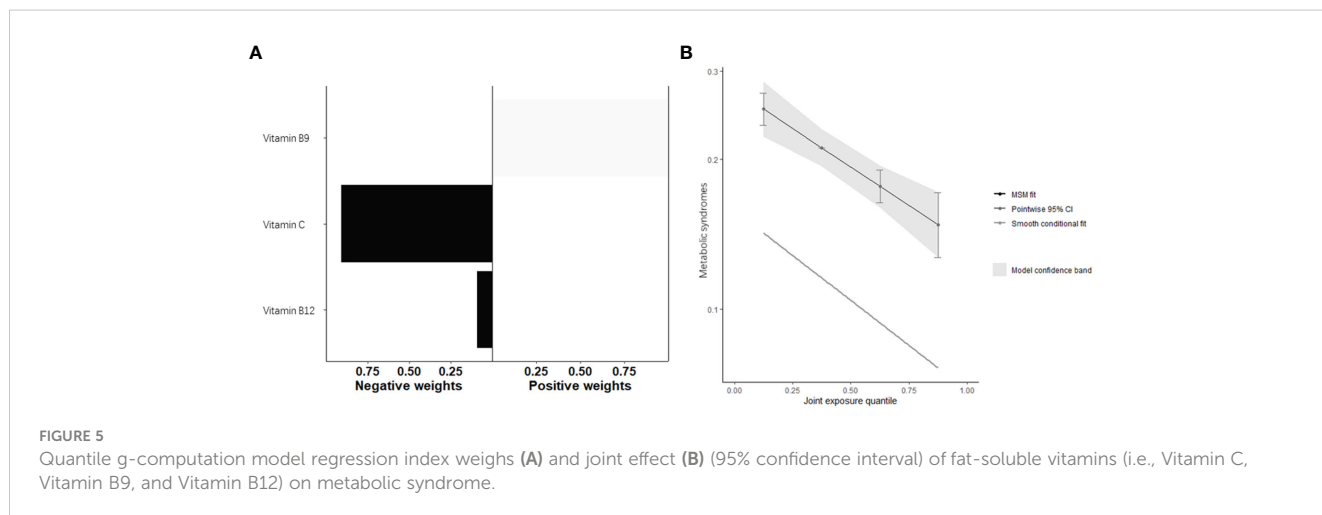 A
B
Vitamin B9
Vitamin C
Vitamin B12
0.75 0.50 0.25 0.25 0.50 0.75
Negative weights Positive weights
Metabolic syndromes
0.3
0.2
0.1
0.00 0.25 0.50 0.75 1.00
Joint exposure quantile
MSM fit
Pointwise 95% CI
Smooth conditional fit
Model confidence band
FIGURE 5
Quantile g-computation model regression index weighs (A) and joint effect (B) (95% confidence interval) of fat-soluble vitamins (i.e., Vitamin C,
Vitamin B9, and Vitamin B12) on metabolic syndrome.